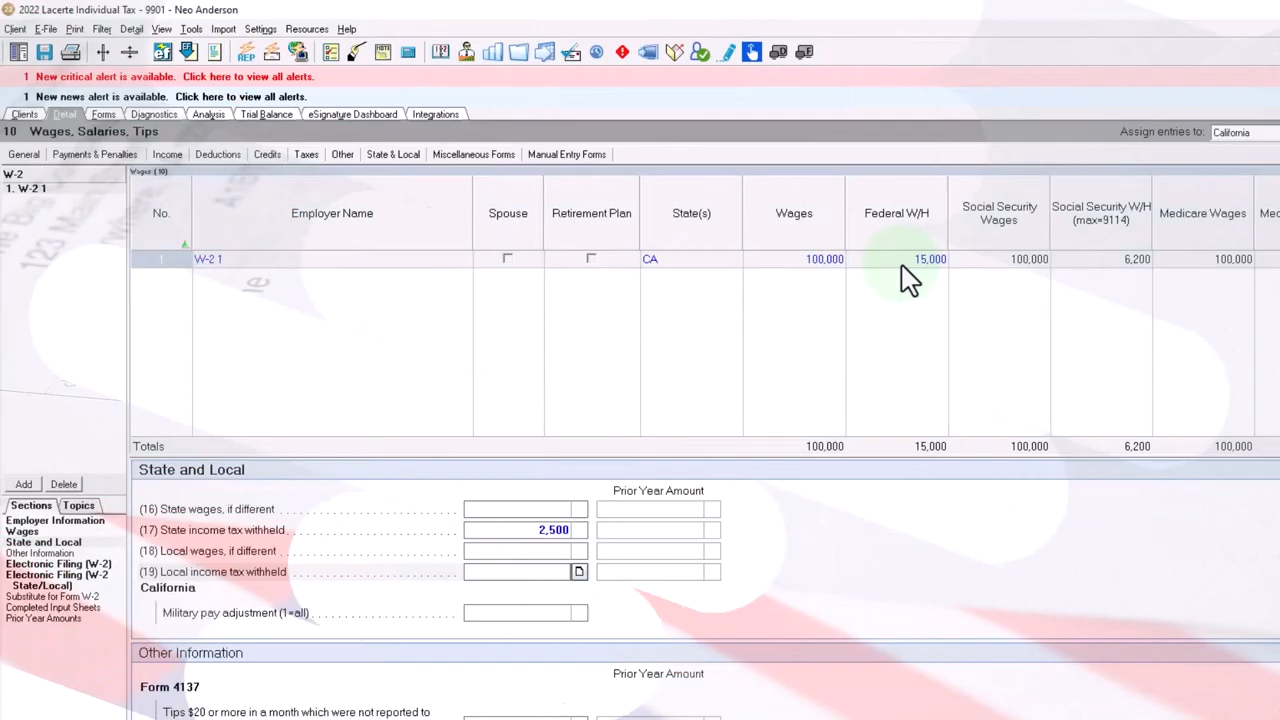 2022 Lacerte Individual Tax - 9901 - Neo Anderson
Client E-File Print Filter Detail View Tools Import Settings Resources Help
1 New critical alert is available. Click here to view all alerts.
1 New news alert is available. Click here to view all alerts.
Clients Detail Forms Diagnostics Analysis Trial Balance eSignature Dashboard Integrations
10 Wages, Salaries, Tips Assign entries to: California
General Payments & Penalties Income Deductions Credits Taxes Other State & Local Miscellaneous Forms Manual Entry Forms
W-2
1. W-2 1
Wages (10)
No. Employer Name Spouse Retirement Plan State(s) Wages Federal W/H Social Security Wages Social Security W/H (max=9114) Medicare Wages
1 W-2 1 CA 100,000 15,000 100,000 6,200 100,000
Totals 100,000 15,000 100,000 6,200 100,000
Add Delete
Sections Topics
Employer Information
Wages
State and Local
Other Information
Electronic Filing (W-2)
Electronic Filing (W-2
State/Local)
Substitute for Form W-2
Completed Input Sheets
Prior Year Amounts
State and Local
Prior Year Amount
(16) State wages, if different
(17) State income tax withheld 2,500
(18) Local wages, if different
(19) Local income tax withheld
California
Military pay adjustment (1=all)
Other Information
Prior Year Amount
Form 4137
Tips $20 or more in a month which were not reported to